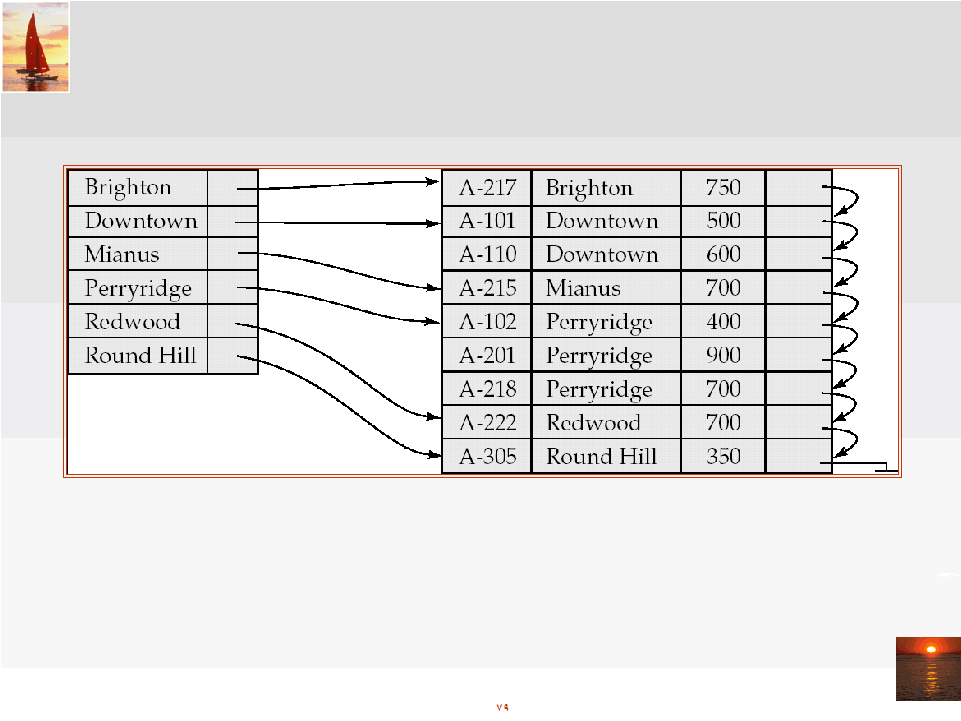 Brighton
Downtown
Mianus
Perryridge
Redwood
Round Hill
A-217 Brighton 750
A-101 Downtown 500
A-110 Downtown 600
A-215 Mianus 700
A-102 Perryridge 400
A-201 Perryridge 900
A-218 Perryridge 700
A-222 Redwood 700
A-305 Round Hill 350
۷۹